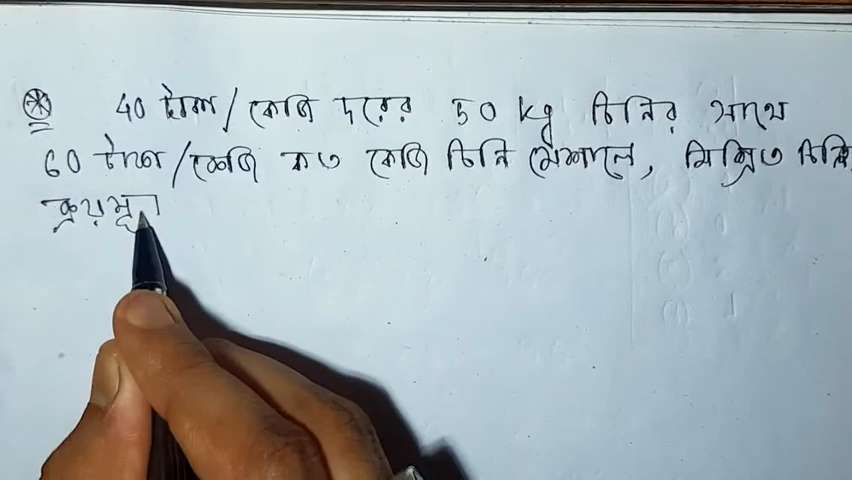 40 টাকা/কেজি দরের 50 kg চিনির সাথে
60 টাকা/কেজি কত কেজি চিনি মেশালে, মিশ্রিত চিনির
ক্রয়মূ